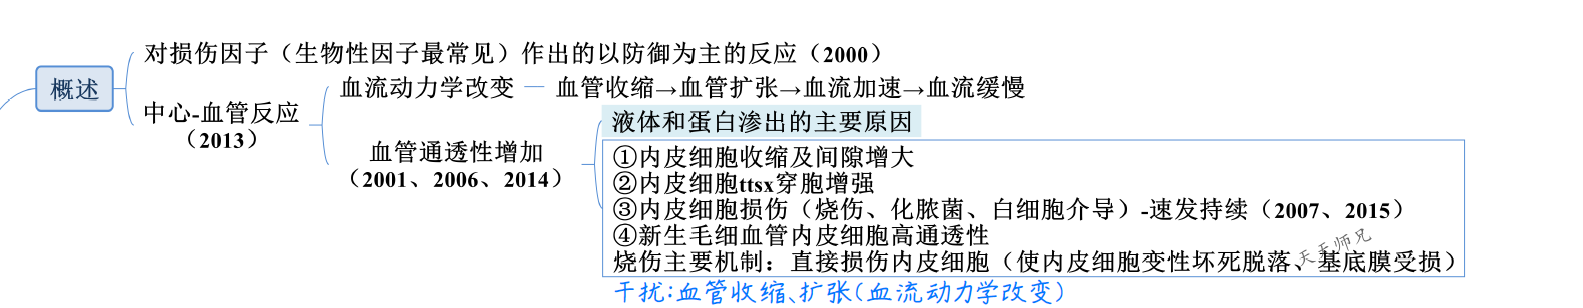 概述
对损伤因子（生物性因子最常见）作出的以防御为主的反应（2000）
中心-血管反应
（2013）
血流动力学改变
血管收缩→血管扩张→血流加速→血流缓慢
血管通透性增加
（2001、2006、2014）
液体和蛋白渗出的主要原因
①内皮细胞收缩及间隙增大
②内皮细胞ttsx穿胞增强
③内皮细胞损伤（烧伤、化脓菌、白细胞介导）-速发持续（2007、2015）
④新生毛细血管内皮细胞高通透性
烧伤主要机制：直接损伤内皮细胞（使内皮细胞变性坏死脱落、基底膜受损）
天天师兄
干扰:血管收缩、扩张(血流动力学改变)